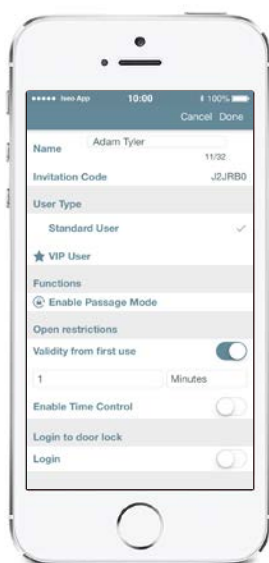 Iseo App 10:00 100%
Cancel Done
Name Adam Tyler
11/32
Invitation Code J2JRB0
User Type
Standard User
VIP User
Functions
Enable Passage Mode
Open restrictions
Validity from first use
1 Minutes
Enable Time Control
Login to door lock
Login